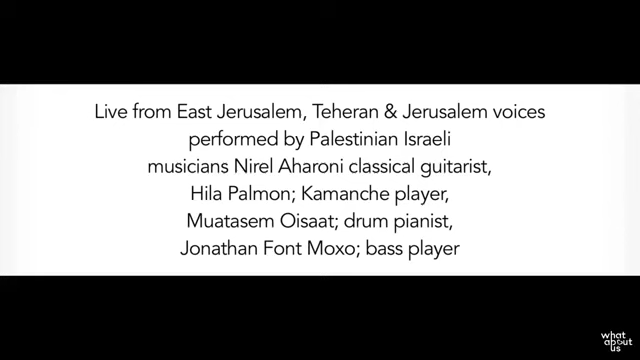 Live from East Jerusalem, Teheran & Jerusalem voices
performed by Palestinian Israeli
musicians Nirel Aharoni classical guitarist,
Hila Palmon; Kamanche player,
Muatasem Oisaat; drum pianist,
Jonathan Font Moxo; bass player
what
about
us